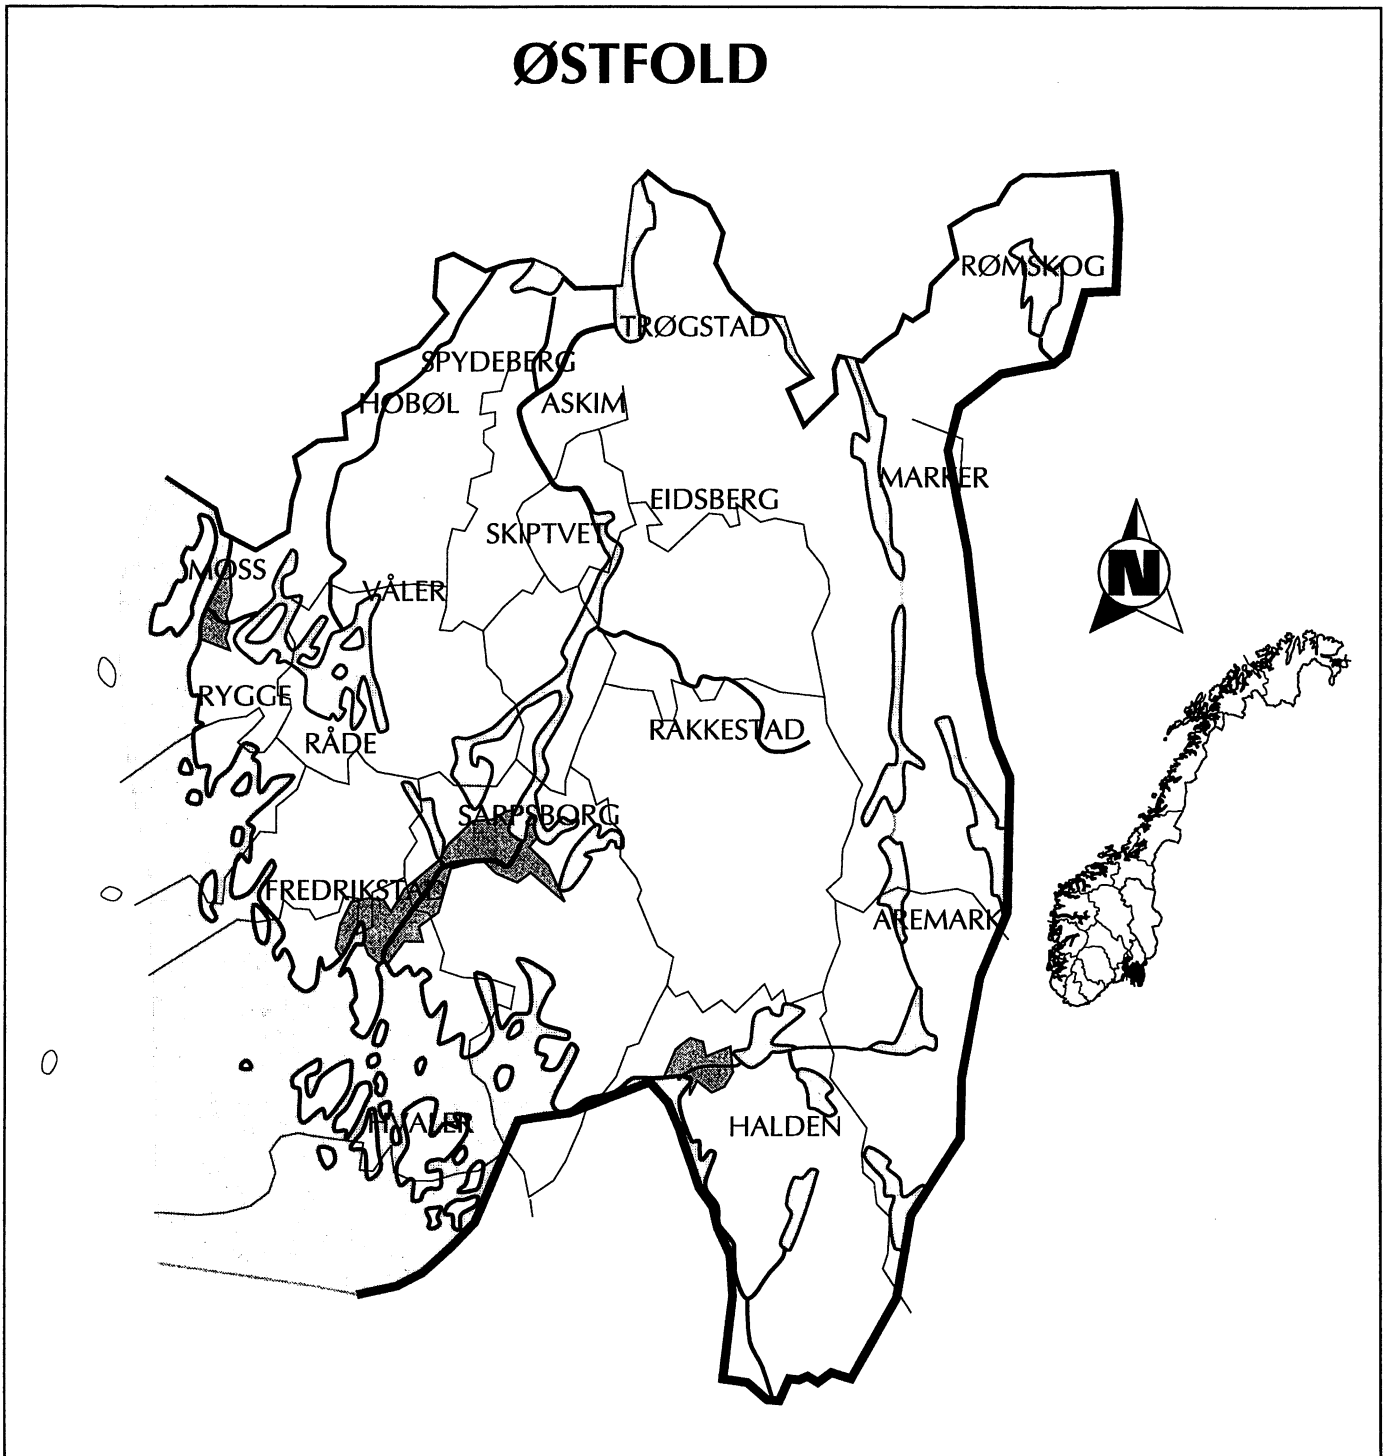 ØSTFOLD
RØMSKOG
TRØGSTAD
SPYDEBERG
HOBØL
ASKIM
MARKER
EIDSBERG
SKIPTVET
MOSS
VÅLER
N
RYGGE
RAKKESTAD
RÅDE
SARPSBORG
FREDRIKSTAD
AREMARK
HVALER
HALDEN